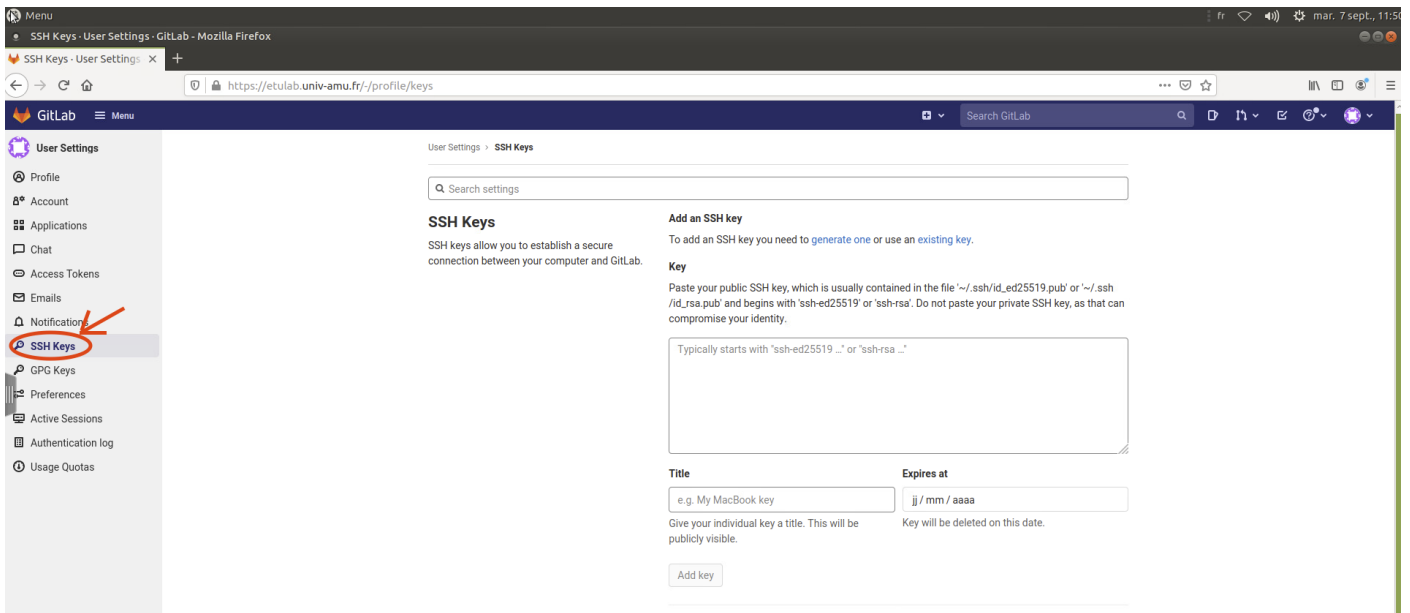 Menu
fr
mar. 7 sept., 11:50
SSH Keys · User Settings · GitLab - Mozilla Firefox
SSH Keys · User Settings
https://etulab.univ-amu.fr/-/profile/keys
GitLab
Menu
Search GitLab
User Settings
Profile
Account
Applications
Chat
Access Tokens
Emails
Notifications
SSH Keys
GPG Keys
Preferences
Active Sessions
Authentication log
Usage Quotas
User Settings > SSH Keys
Search settings
SSH Keys
SSH keys allow you to establish a secure
connection between your computer and GitLab.
Add an SSH key
To add an SSH key you need to generate one or use an existing key.
Key
Paste your public SSH key, which is usually contained in the file '~/.ssh/id_ed25519.pub' or '~/.ssh
/id_rsa.pub' and begins with 'ssh-ed25519' or 'ssh-rsa'. Do not paste your private SSH key, as that can
compromise your identity.
Typically starts with "ssh-ed25519 …" or "ssh-rsa …"
Title
e.g. My MacBook key
Give your individual key a title. This will be
publicly visible.
Expires at
jj / mm / aaaa
Key will be deleted on this date.
Add key